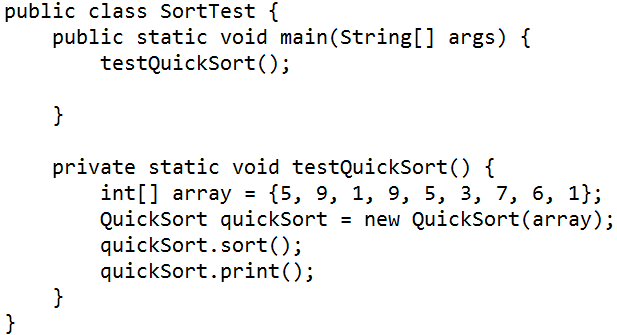 public class SortTest {
    public static void main(String[] args) {
        testQuickSort();

    }

    private static void testQuickSort() {
        int[] array = {5, 9, 1, 9, 5, 3, 7, 6, 1};
        QuickSort quickSort = new QuickSort(array);
        quickSort.sort();
        quickSort.print();
    }
}